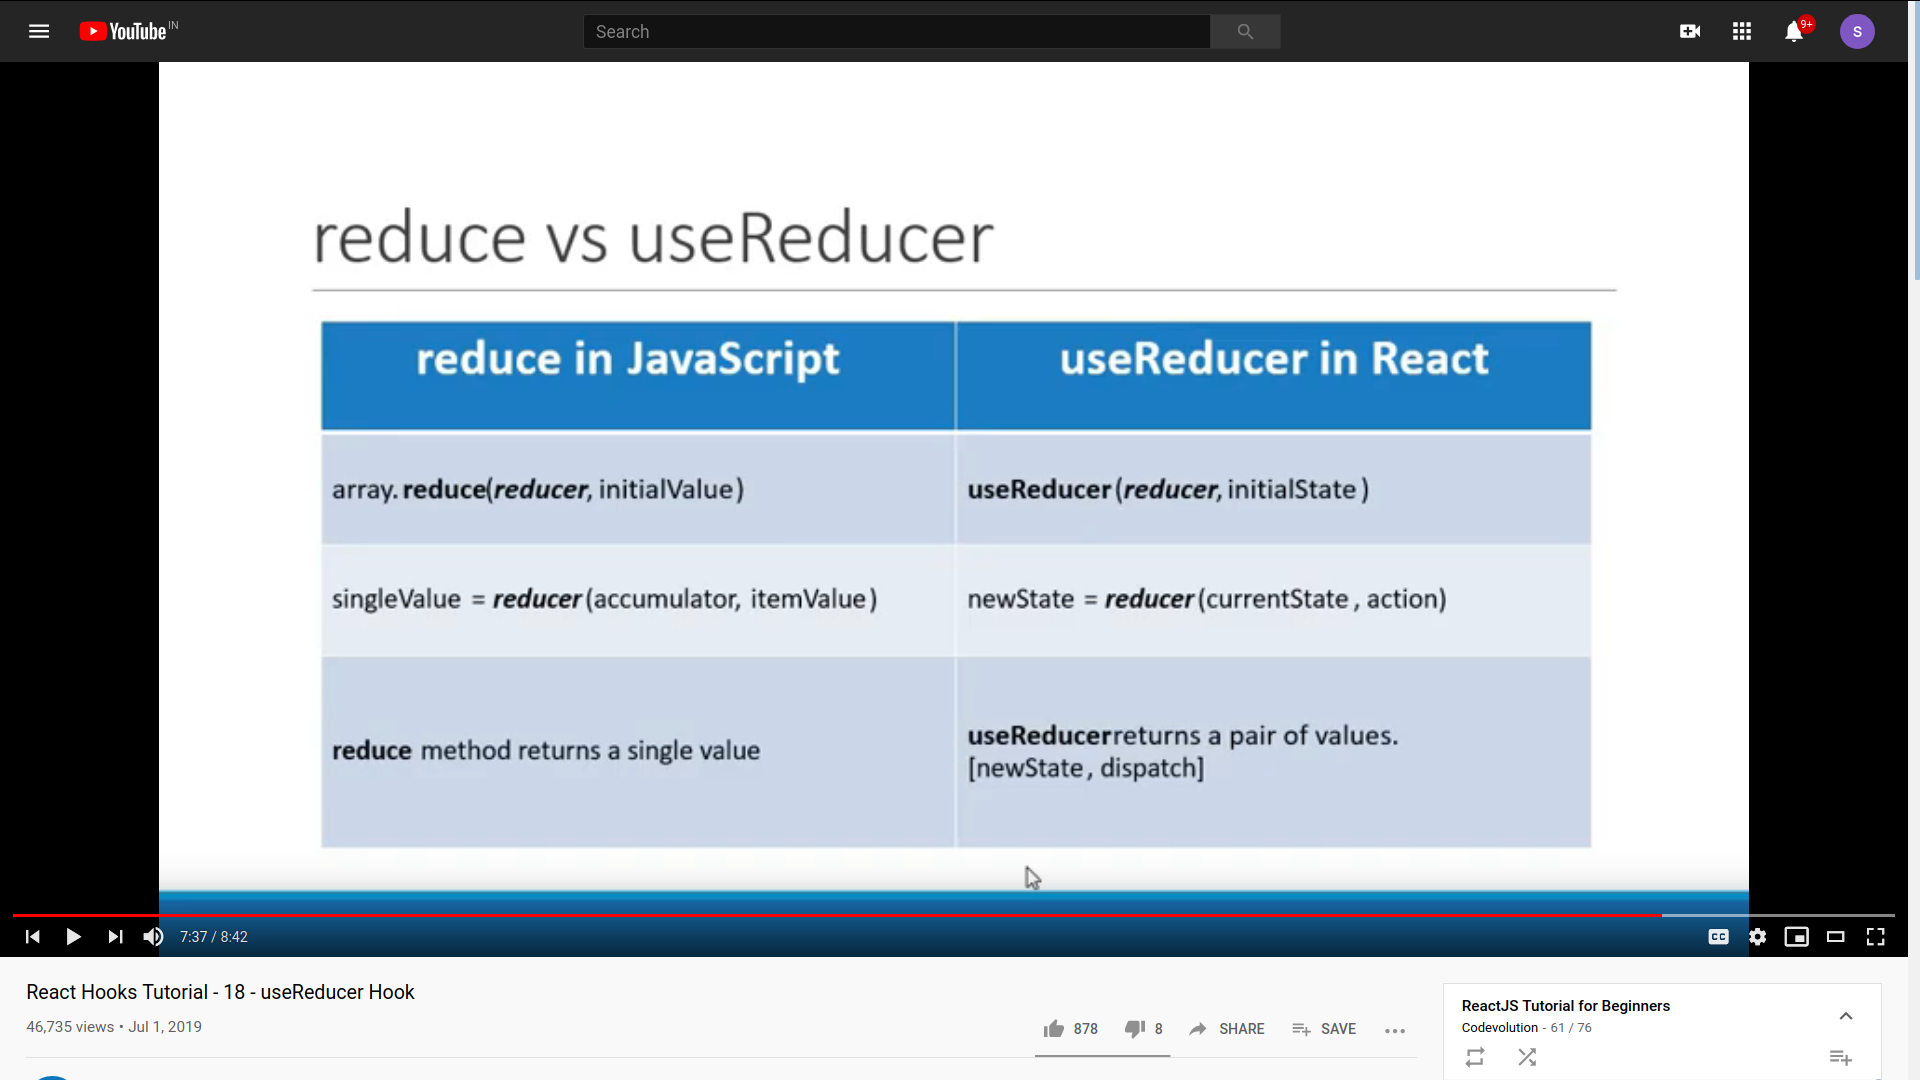 YouTube IN
Search
9+
S
reduce vs useReducer
reduce in JavaScript
useReducer in React
array.reduce(reducer, initialValue)
useReducer(reducer, initialState)
singleValue = reducer(accumulator, itemValue)
newState = reducer(currentState, action)
reduce method returns a single value
useReducer returns a pair of values.
[newState, dispatch]
7:37 / 8:42
CC
React Hooks Tutorial - 18 - useReducer Hook
46,735 views • Jul 1, 2019
878
8
SHARE
SAVE
ReactJS Tutorial for Beginners
Codevolution - 61 / 76